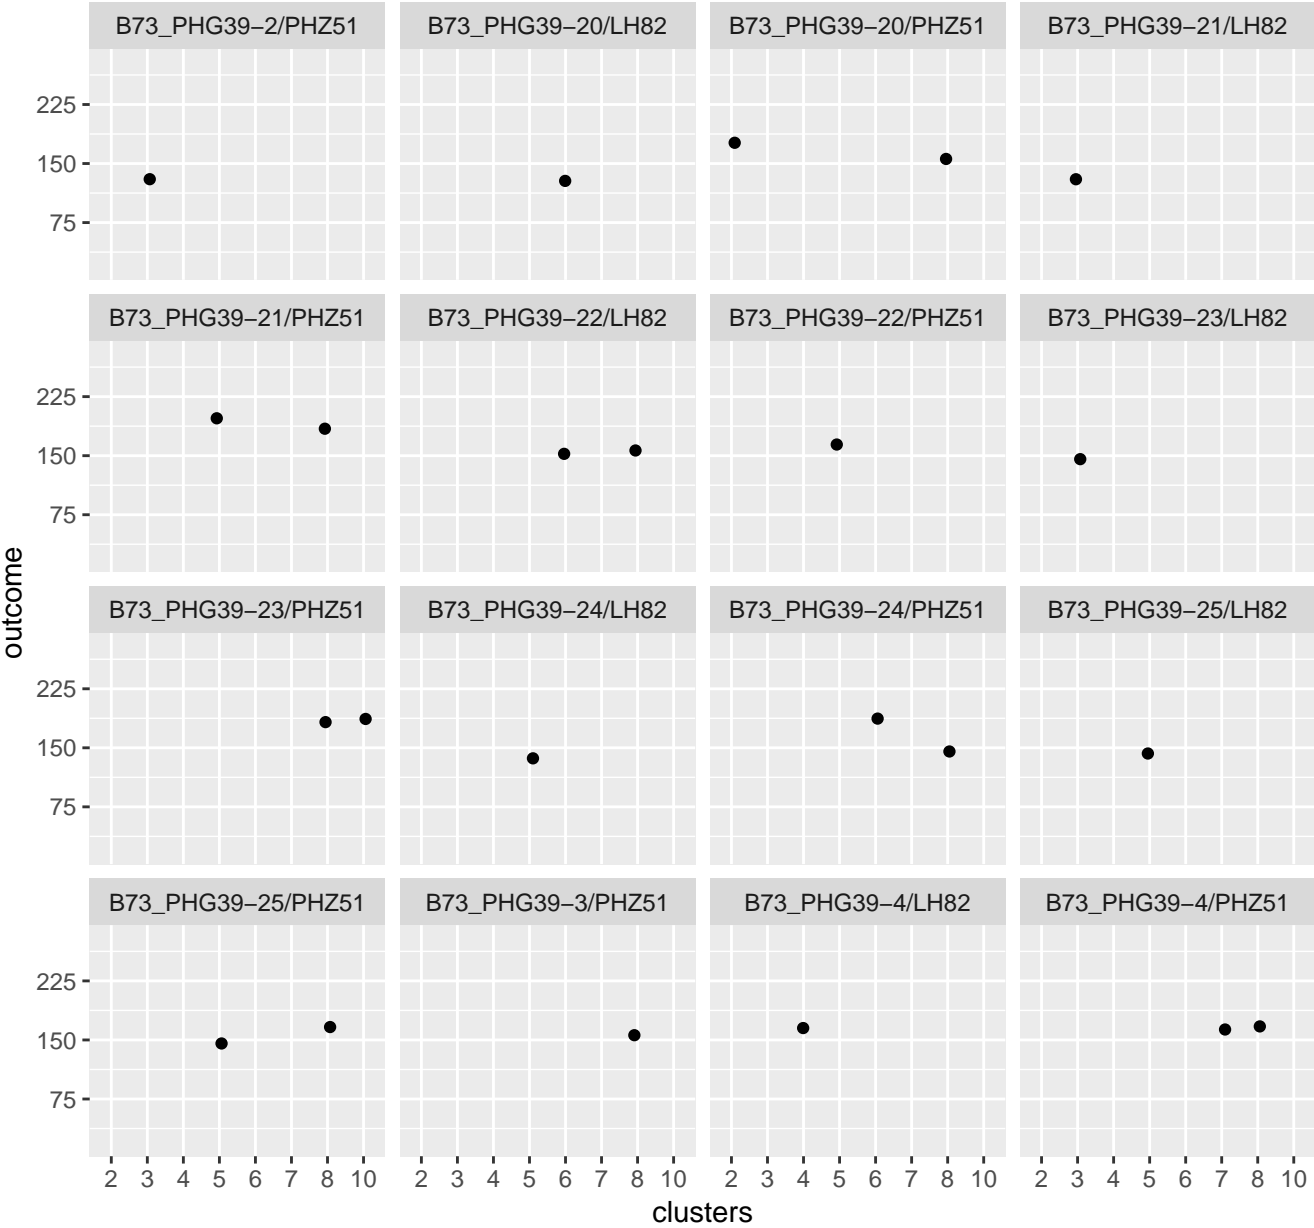 B73_PHG39−2/PHZ51 B73_PHG39−20/LH82 B73_PHG39−20/PHZ51 B73_PHG39−21/LH82
225
150
75
B73_PHG39−21/PHZ51 B73_PHG39−22/LH82 B73_PHG39−22/PHZ51 B73_PHG39−23/LH82
225
150
75
outcome
B73_PHG39−23/PHZ51 B73_PHG39−24/LH82 B73_PHG39−24/PHZ51 B73_PHG39−25/LH82
225
150
75
B73_PHG39−25/PHZ51 B73_PHG39−3/PHZ51 B73_PHG39−4/LH82 B73_PHG39−4/PHZ51
225
150
75
2 3 4 5 6 7 8 10 2 3 4 5 6 7 8 10 2 3 4 5 6 7 8 10 2 3 4 5 6 7 8 10
clusters